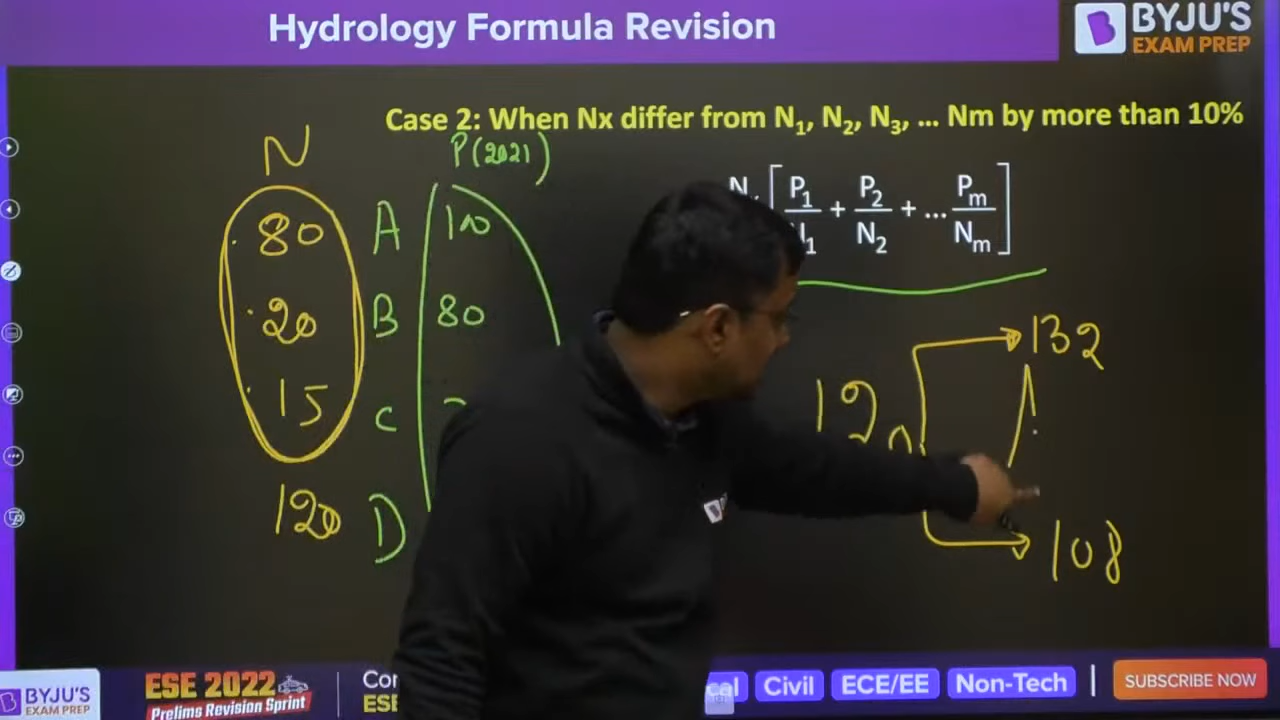 Hydrology Formula Revision
BYJU'S
EXAM PREP
Case 2: When Nx differ from N₁, N₂, N₃, ... Nm by more than 10%
N
P(2021)
P₁/N₁ + P₂/N₂ + ... Pm/Nm
80 A 100
20 B 80
15 C
120 D
120
132
108
BYJU'S
EXAM PREP
ESE 2022
Prelims Revision Sprint
Civil
ECE/EE
Non-Tech
SUBSCRIBE NOW